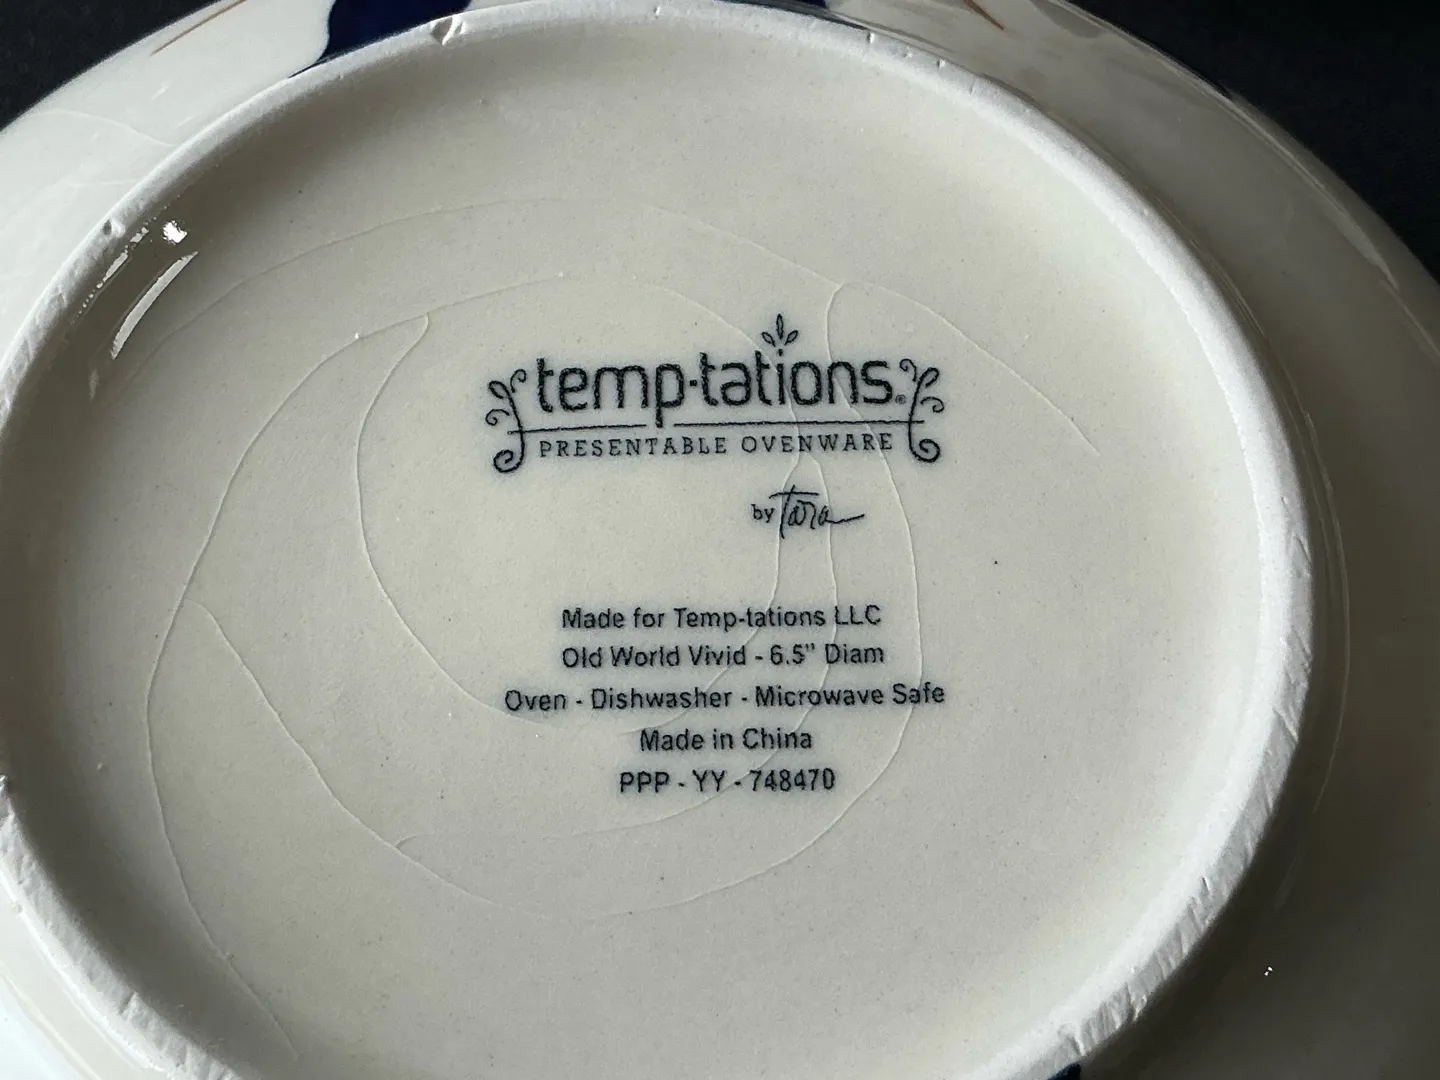 temp-tations®
PRESENTABLE OVENWARE
by Tara
Made for Temp-tations LLC
Old World Vivid - 6.5" Diam
Oven - Dishwasher - Microwave Safe
Made in China
PPP - YY - 748470